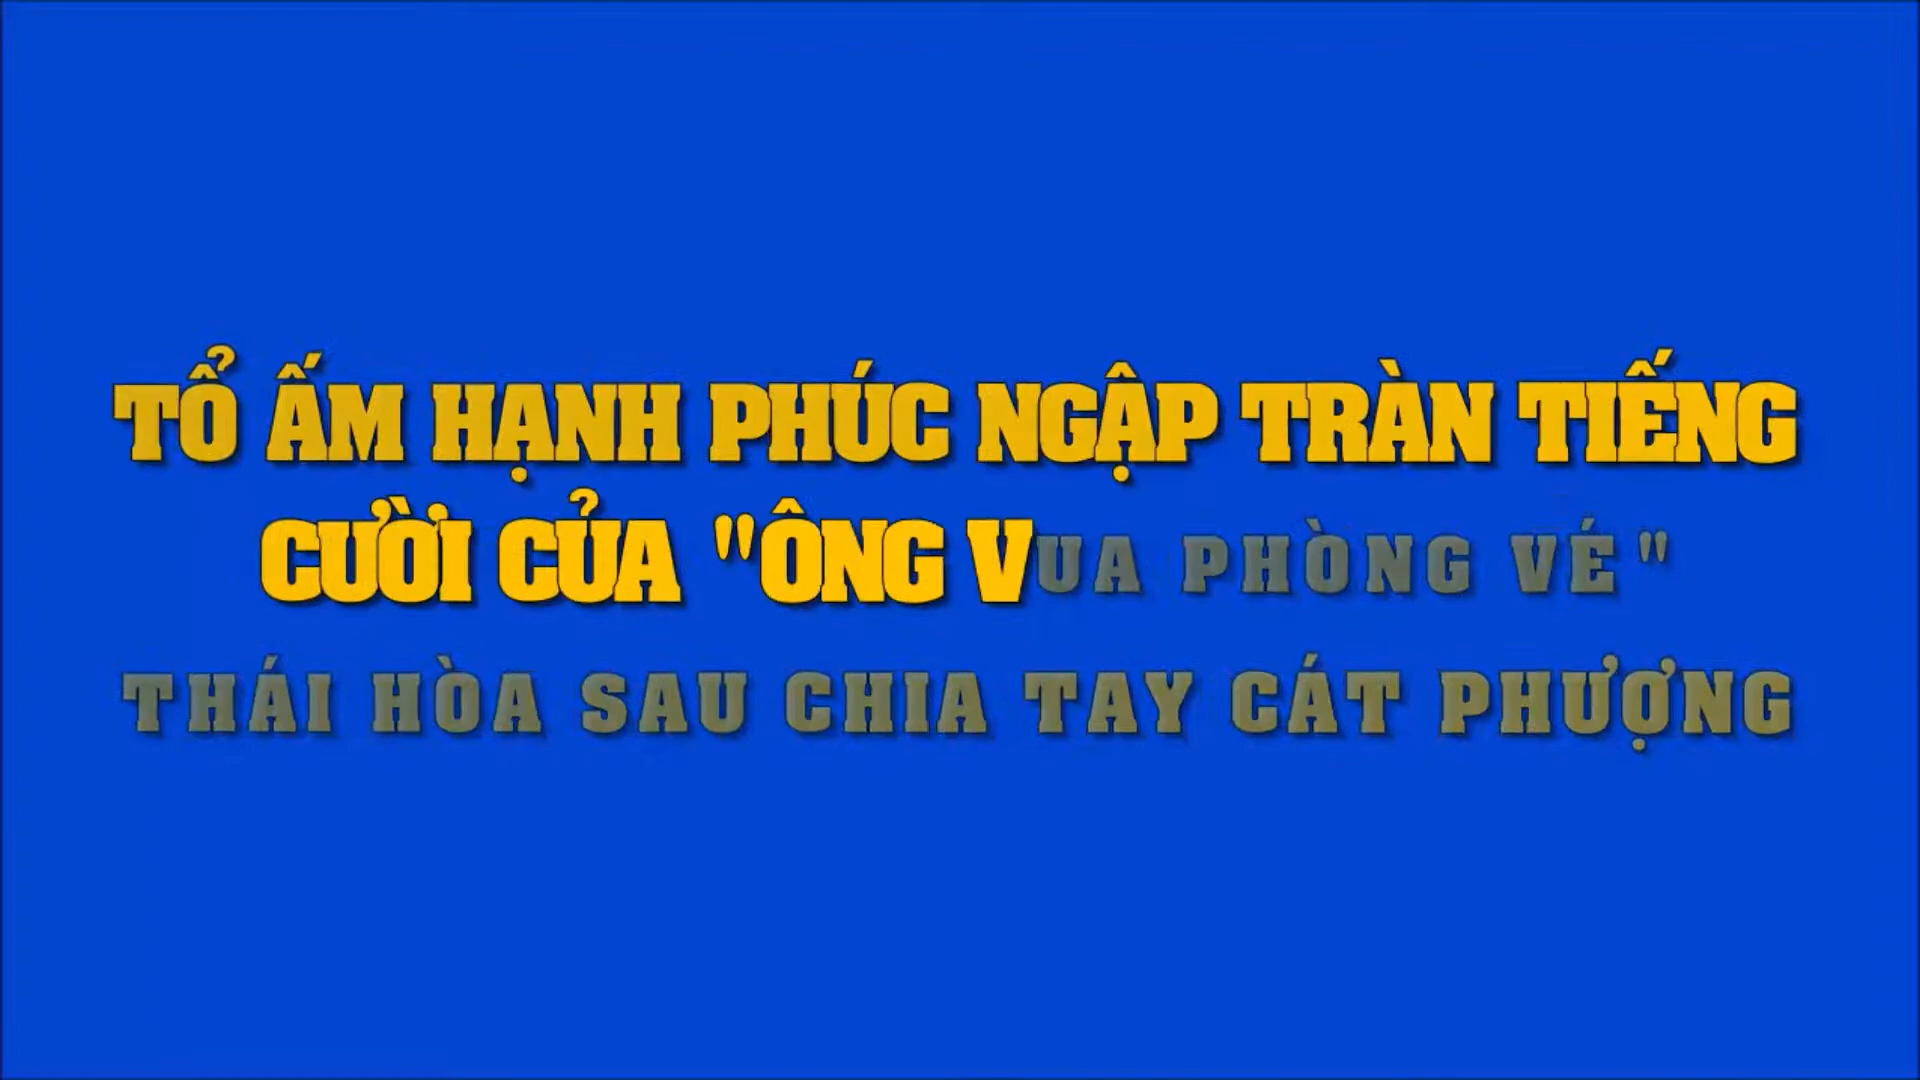 TỔ ẤM HẠNH PHÚC NGẬP TRÀN TIẾNG
CƯỜI CỦA "ÔNG VUA PHÒNG VÉ"
THÁI HÒA SAU CHIA TAY CÁT PHƯỢNG